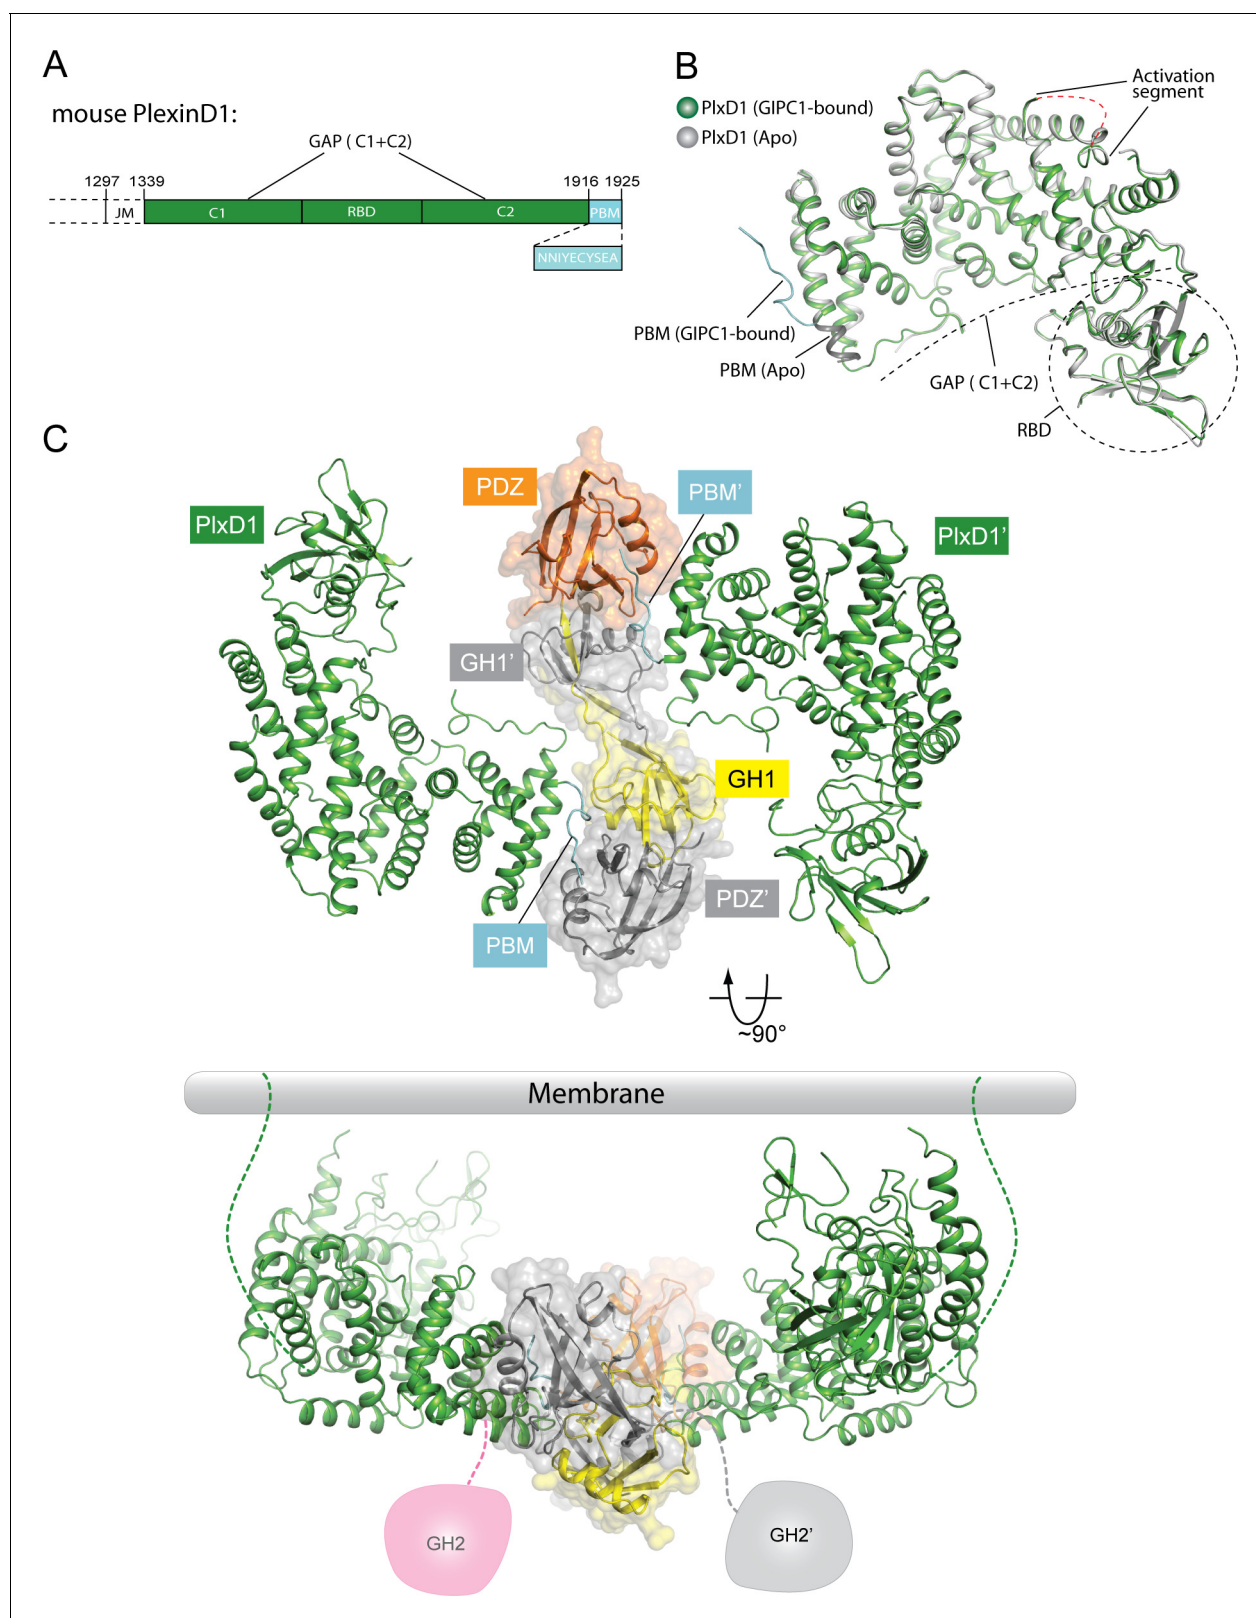 A
mouse PlexinD1:
GAP ( C1+C2)
1297
1339
1916
1925
JM
C1
RBD
C2
PBM
NNIYECYSEA
B
PlxD1 (GIPC1-bound)
PlxD1 (Apo)
Activation
segment
PBM (GIPC1-bound)
PBM (Apo)
GAP ( C1+C2)
RBD
C
PDZ
PBM’
PlxD1
PlxD1’
GH1’
GH1
PDZ’
PBM
~90°
Membrane
GH2
GH2’